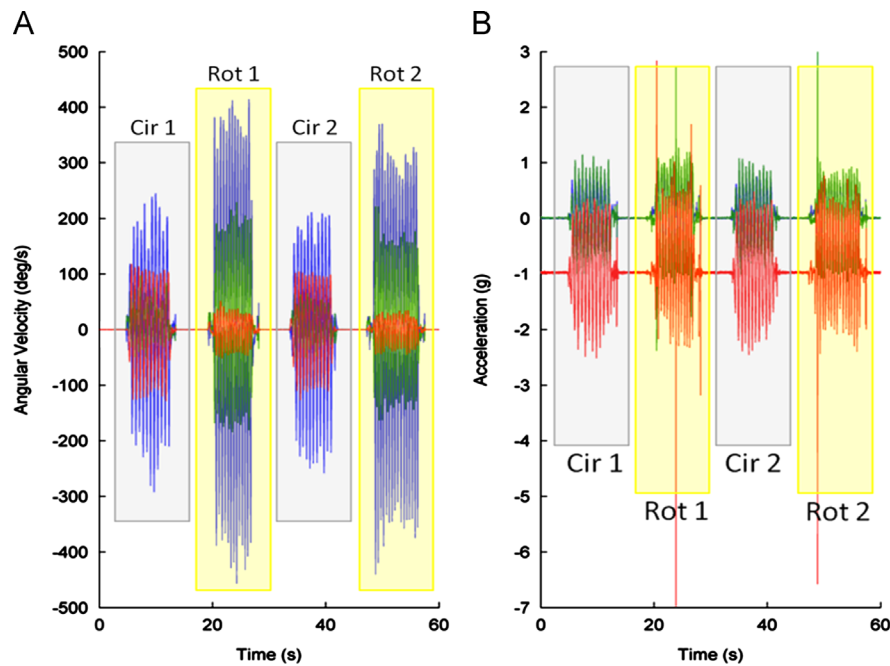 A
B
500
400
300
200
100
0
-100
-200
-300
-400
-500
0
20
40
60
Angular Velocity (deg/s)
Time (s)
Cir 1
Rot 1
Cir 2
Rot 2
3
2
1
0
-1
-2
-3
-4
-5
-6
-7
0
20
40
60
Acceleration (g)
Time (s)
Cir 1
Rot 1
Cir 2
Rot 2